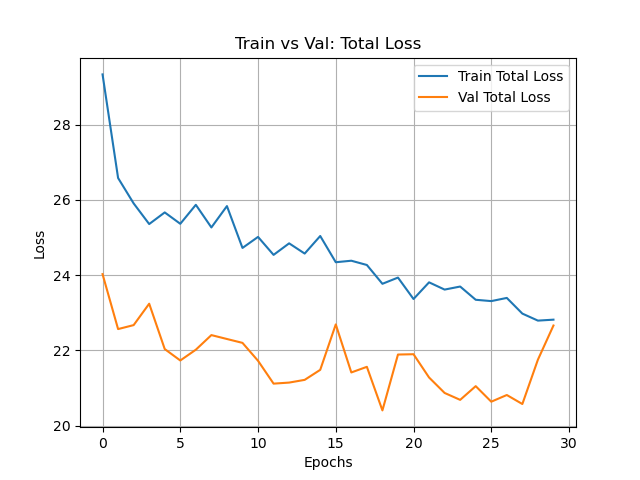 Train vs Val: Total Loss
Train Total Loss
Val Total Loss
28
26
24
22
20
Loss
0 5 10 15 20 25 30
Epochs